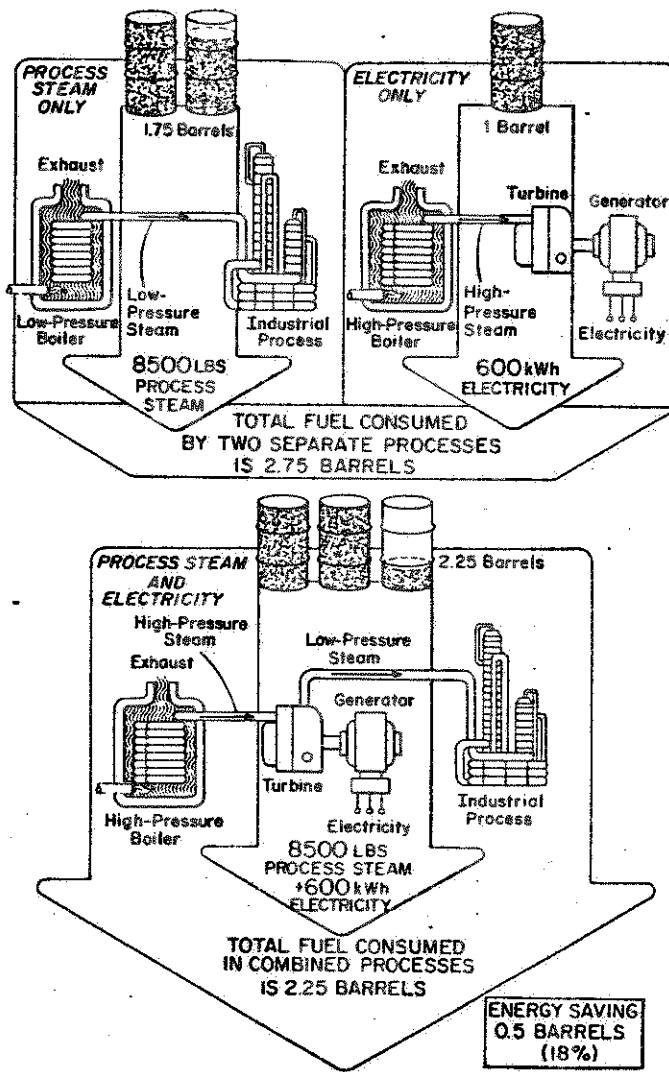 PROCESS
STEAM
ONLY
1.75 Barrels
Exhaust
Low-Pressure
Boiler
Low-
Pressure
Steam
Industrial
Process
8500 LBS
PROCESS
STEAM
ELECTRICITY
ONLY
1 Barrel
Exhaust
Turbine
Generator
High-Pressure
Boiler
High-
Pressure
Steam
Electricity
600 kWh
ELECTRICITY
TOTAL FUEL CONSUMED
BY TWO SEPARATE PROCESSES
IS 2.75 BARRELS
PROCESS STEAM
AND
ELECTRICITY
2.25 Barrels
High-Pressure
Steam
Low-Pressure
Steam
Exhaust
Generator
Turbine
High-Pressure
Boiler
Electricity
Industrial
Process
8500 LBS
PROCESS STEAM
+600 kWh
ELECTRICITY
TOTAL FUEL CONSUMED
IN COMBINED PROCESSES
IS 2.25 BARRELS
ENERGY SAVING
0.5 BARRELS
(18%)